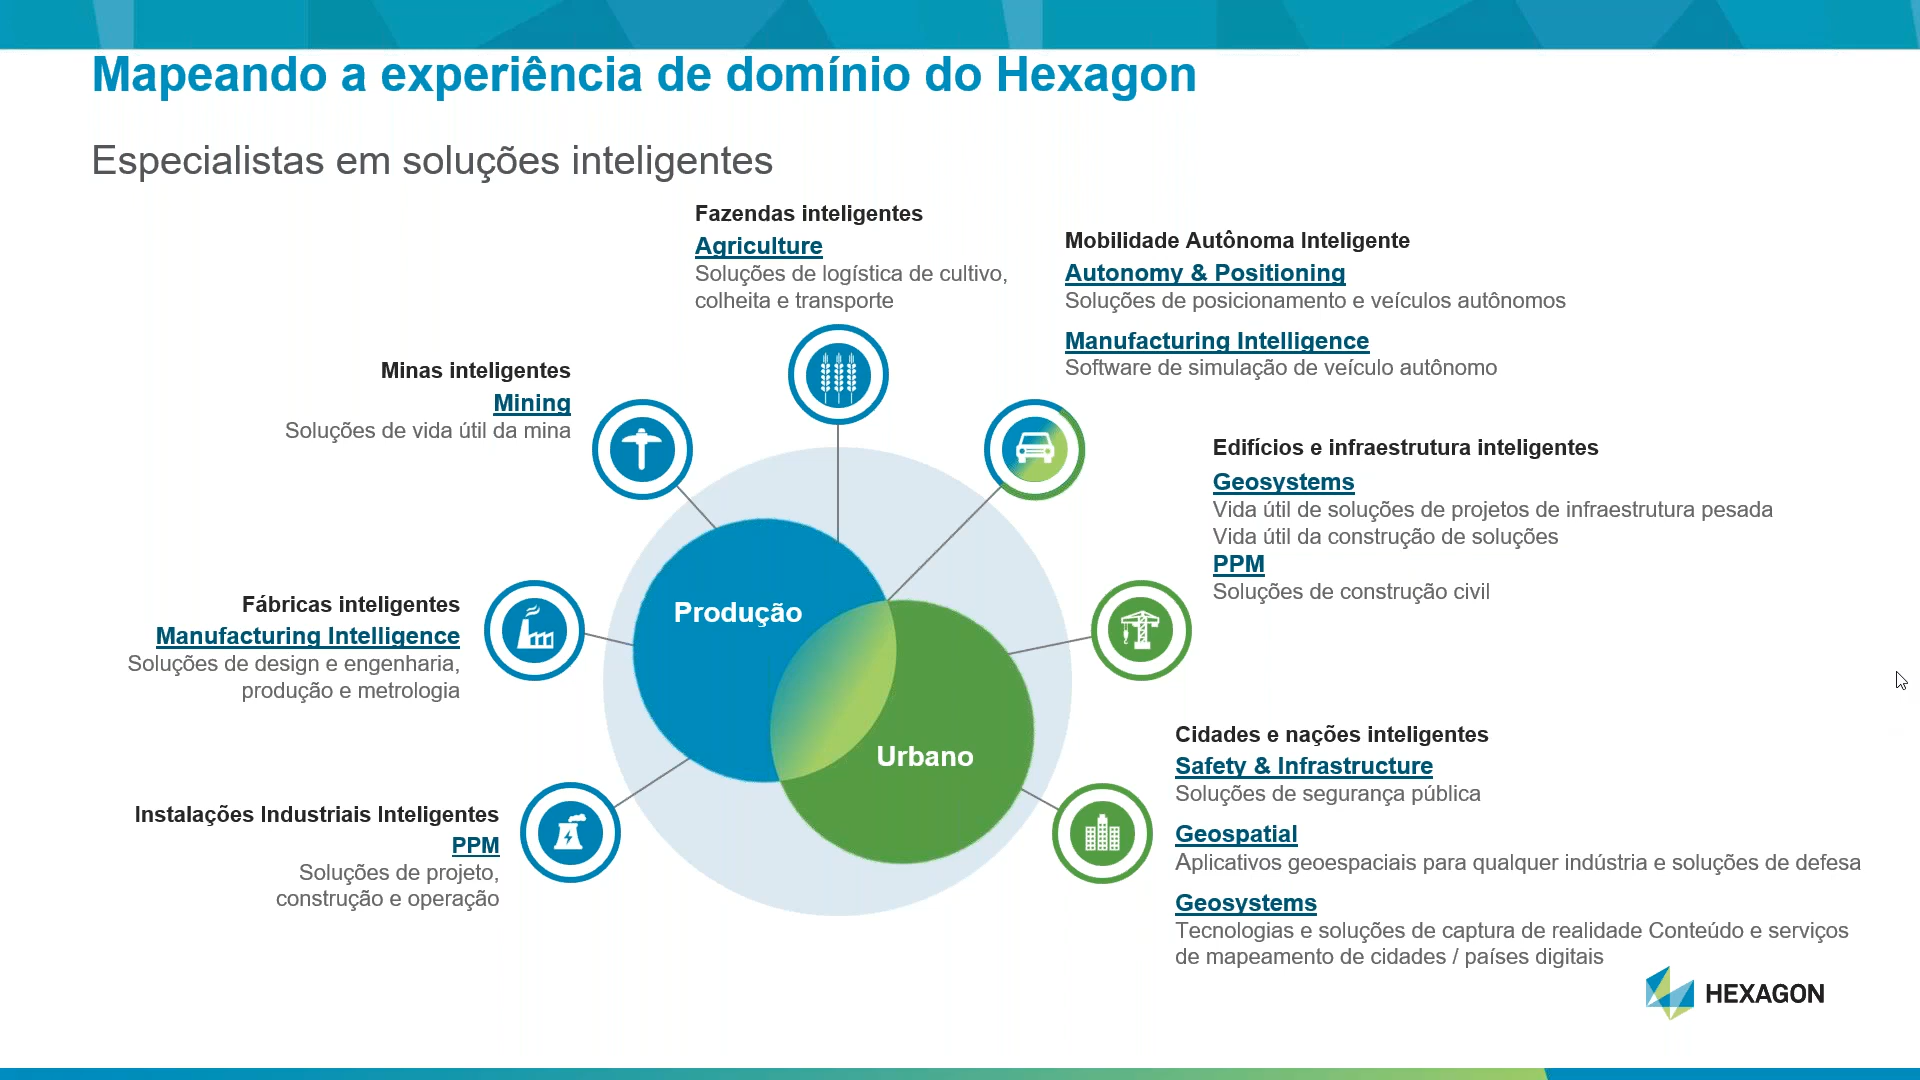 Mapeando a experiência de domínio do Hexagon
Especialistas em soluções inteligentes
Fazendas inteligentes
Agriculture
Soluções de logística de cultivo,
colheita e transporte
Mobilidade Autônoma Inteligente
Autonomy & Positioning
Soluções de posicionamento e veículos autônomos
Manufacturing Intelligence
Software de simulação de veículo autônomo
Minas inteligentes
Mining
Soluções de vida útil da mina
Edifícios e infraestrutura inteligentes
Geosystems
Vida útil de soluções de projetos de infraestrutura pesada
Vida útil da construção de soluções
PPM
Soluções de construção civil
Fábricas inteligentes
Manufacturing Intelligence
Soluções de design e engenharia,
produção e metrologia
Produção
Urbano
Instalações Industriais Inteligentes
PPM
Soluções de projeto,
construção e operação
Cidades e nações inteligentes
Safety & Infrastructure
Soluções de segurança pública
Geospatial
Aplicativos geoespaciais para qualquer indústria e soluções de defesa
Geosystems
Tecnologias e soluções de captura de realidade Conteúdo e serviços
de mapeamento de cidades / países digitais
HEXAGON